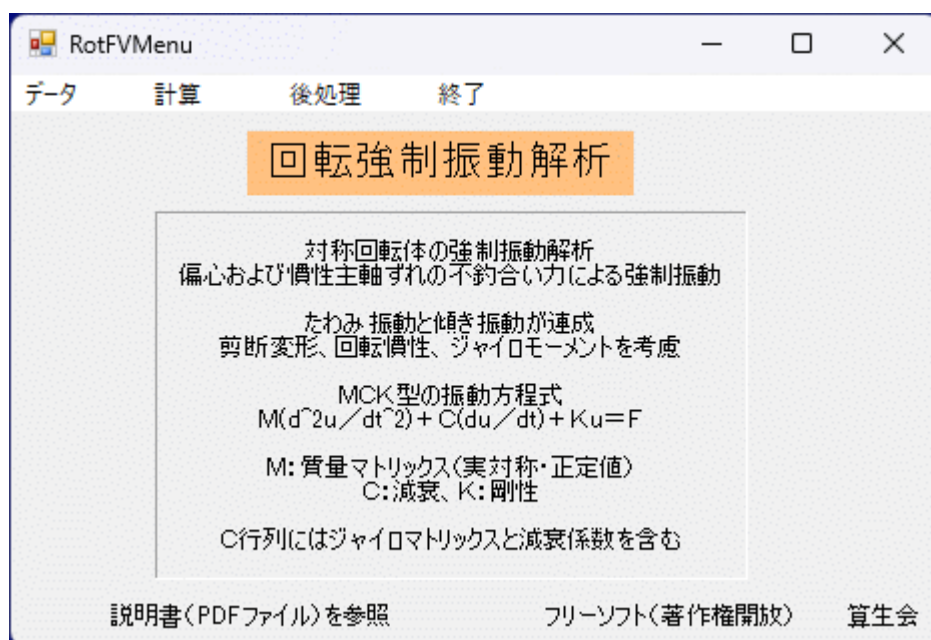 RotFVMenu
データ 計算 後処理 終了
回転強制振動解析
対称回転体の強制振動解析
偏心および慣性主軸ずれの不釣合い力による強制振動
たわみ振動と傾き振動が連成
剪断変形、回転慣性、ジャイロモーメントを考慮
MCK型の振動方程式
M(d^2u／dt^2)+C(du／dt)+Ku＝F
M:質量マトリックス(実対称・正定値)
C:減衰、K:剛性
C行列にはジャイロマトリックスと減衰係数を含む
説明書(PDFファイル)を参照 フリーソフト(著作権開放) 算生会